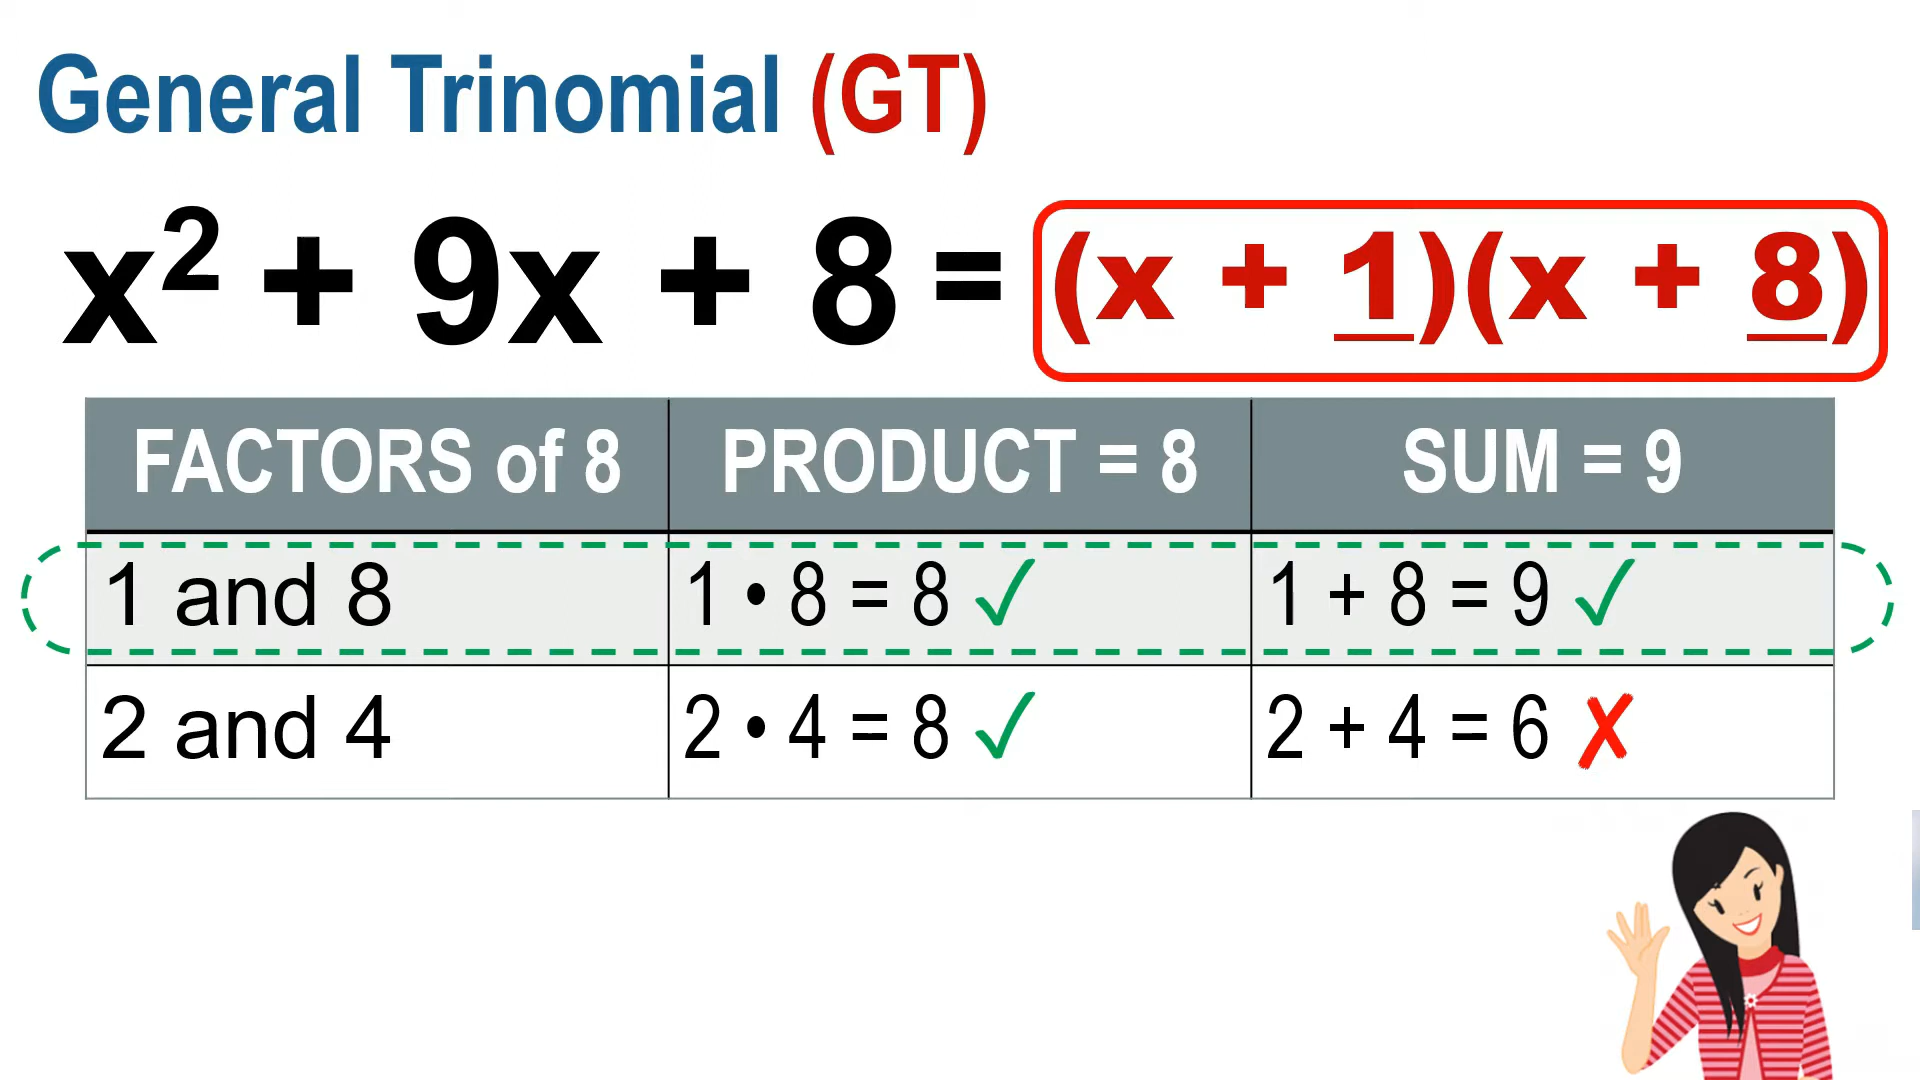 General Trinomial (GT)
x² + 9x + 8 = (x + 1)(x + 8)
FACTORS of 8 PRODUCT = 8 SUM = 9
1 and 8 1 • 8 = 8 ✓ 1 + 8 = 9 ✓
2 and 4 2 • 4 = 8 ✓ 2 + 4 = 6 ✗